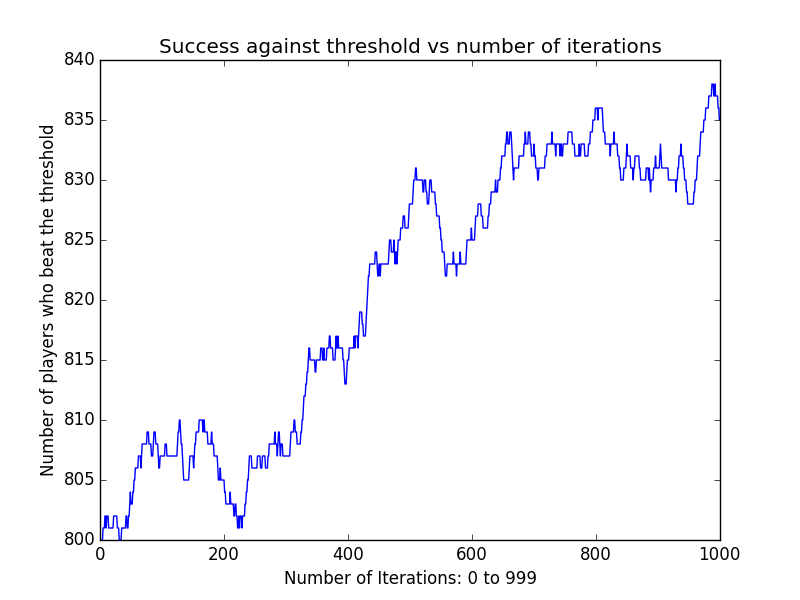 Success against threshold vs number of iterations
840
835
830
825
820
815
810
805
800
Number of players who beat the threshold
0 200 400 600 800 1000
Number of Iterations: 0 to 999